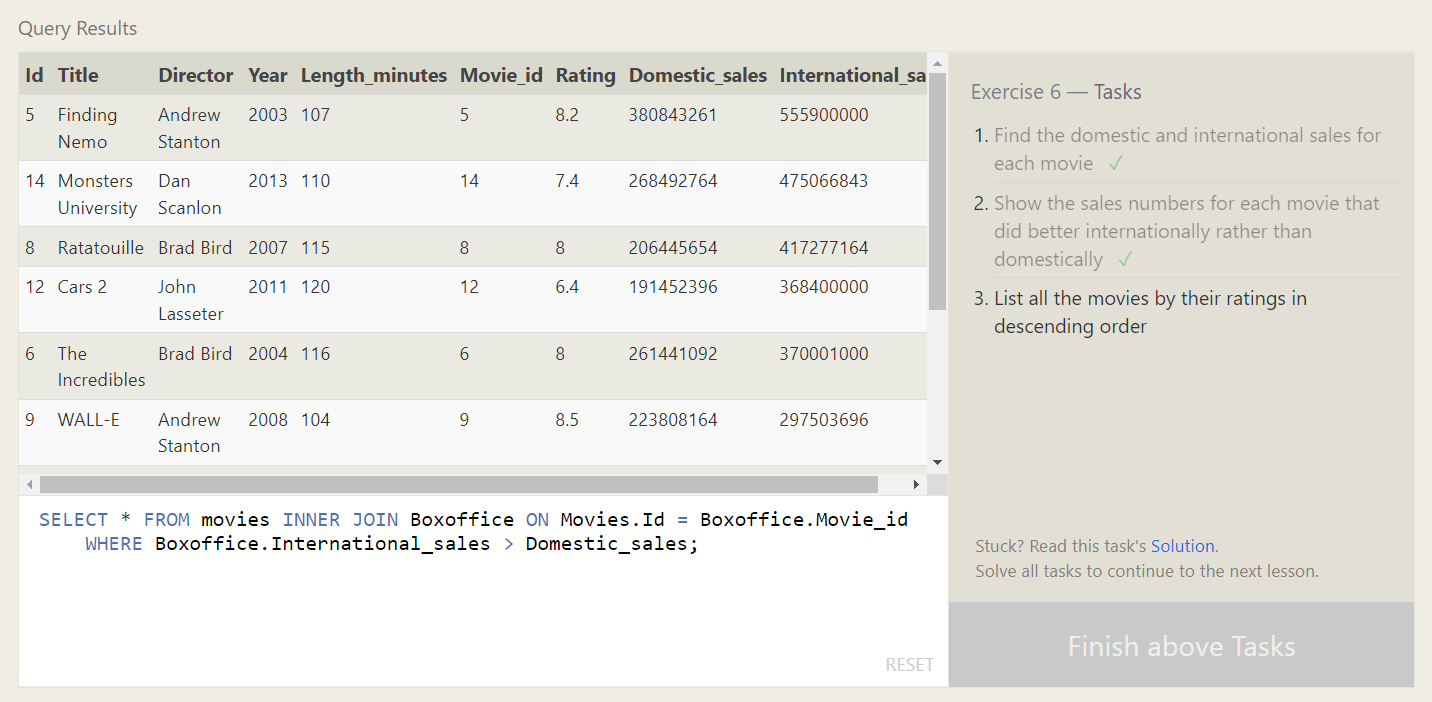 Query Results
Id Title Director Year Length_minutes Movie_id Rating Domestic_sales International_sa
5 Finding Nemo Andrew Stanton 2003 107 5 8.2 380843261 555900000
14 Monsters University Dan Scanlon 2013 110 14 7.4 268492764 475066843
8 Ratatouille Brad Bird 2007 115 8 8 206445654 417277164
12 Cars 2 John Lasseter 2011 120 12 6.4 191452396 368400000
6 The Incredibles Brad Bird 2004 116 6 8 261441092 370001000
9 WALL-E Andrew Stanton 2008 104 9 8.5 223808164 297503696
SELECT * FROM movies INNER JOIN Boxoffice ON Movies.Id = Boxoffice.Movie_id
WHERE Boxoffice.International_sales > Domestic_sales;
RESET
Exercise 6 — Tasks
1. Find the domestic and international sales for
each movie ✓
2. Show the sales numbers for each movie that
did better internationally rather than
domestically ✓
3. List all the movies by their ratings in
descending order
Stuck? Read this task's Solution.
Solve all tasks to continue to the next lesson.
Finish above Tasks